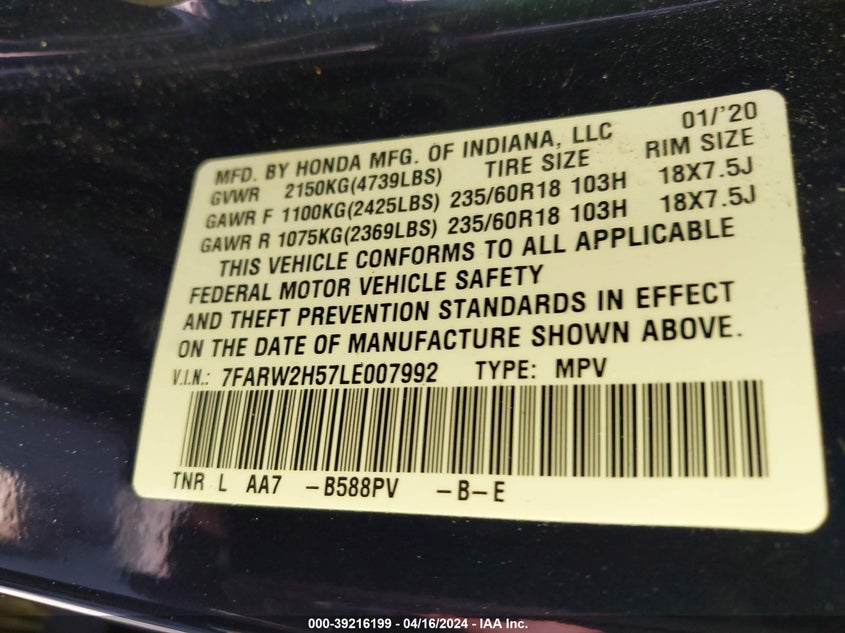 MFD. BY HONDA MFG. OF INDIANA, LLC 01/'20
GVWR 2150KG(4739LBS) TIRE SIZE RIM SIZE
GAWR F 1100KG(2425LBS) 235/60R18 103H 18X7.5J
GAWR R 1075KG(2369LBS) 235/60R18 103H 18X7.5J
THIS VEHICLE CONFORMS TO ALL APPLICABLE
FEDERAL MOTOR VEHICLE SAFETY
AND THEFT PREVENTION STANDARDS IN EFFECT
ON THE DATE OF MANUFACTURE SHOWN ABOVE.
V.I.N.: 7FARW2H57LE007992 TYPE: MPV
TNR L AA7 -B588PV -B-E
000-39216199 - 04/16/2024 - IAA Inc.